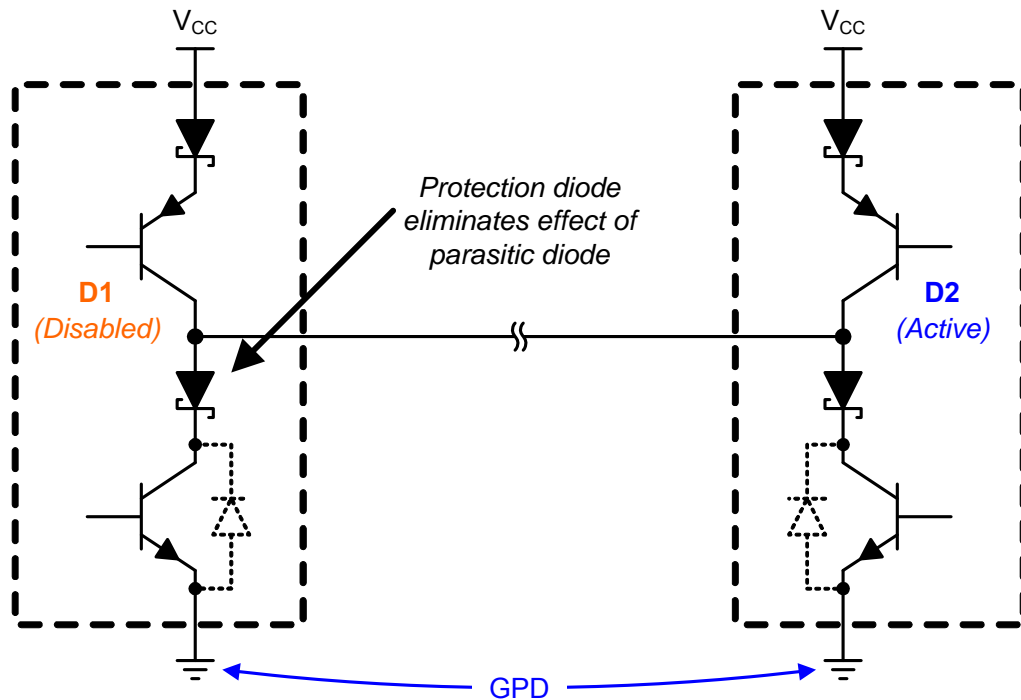 VCC
VCC
Protection diode
eliminates effect of
parasitic diode
D1
(Disabled)
D2
(Active)
GPD